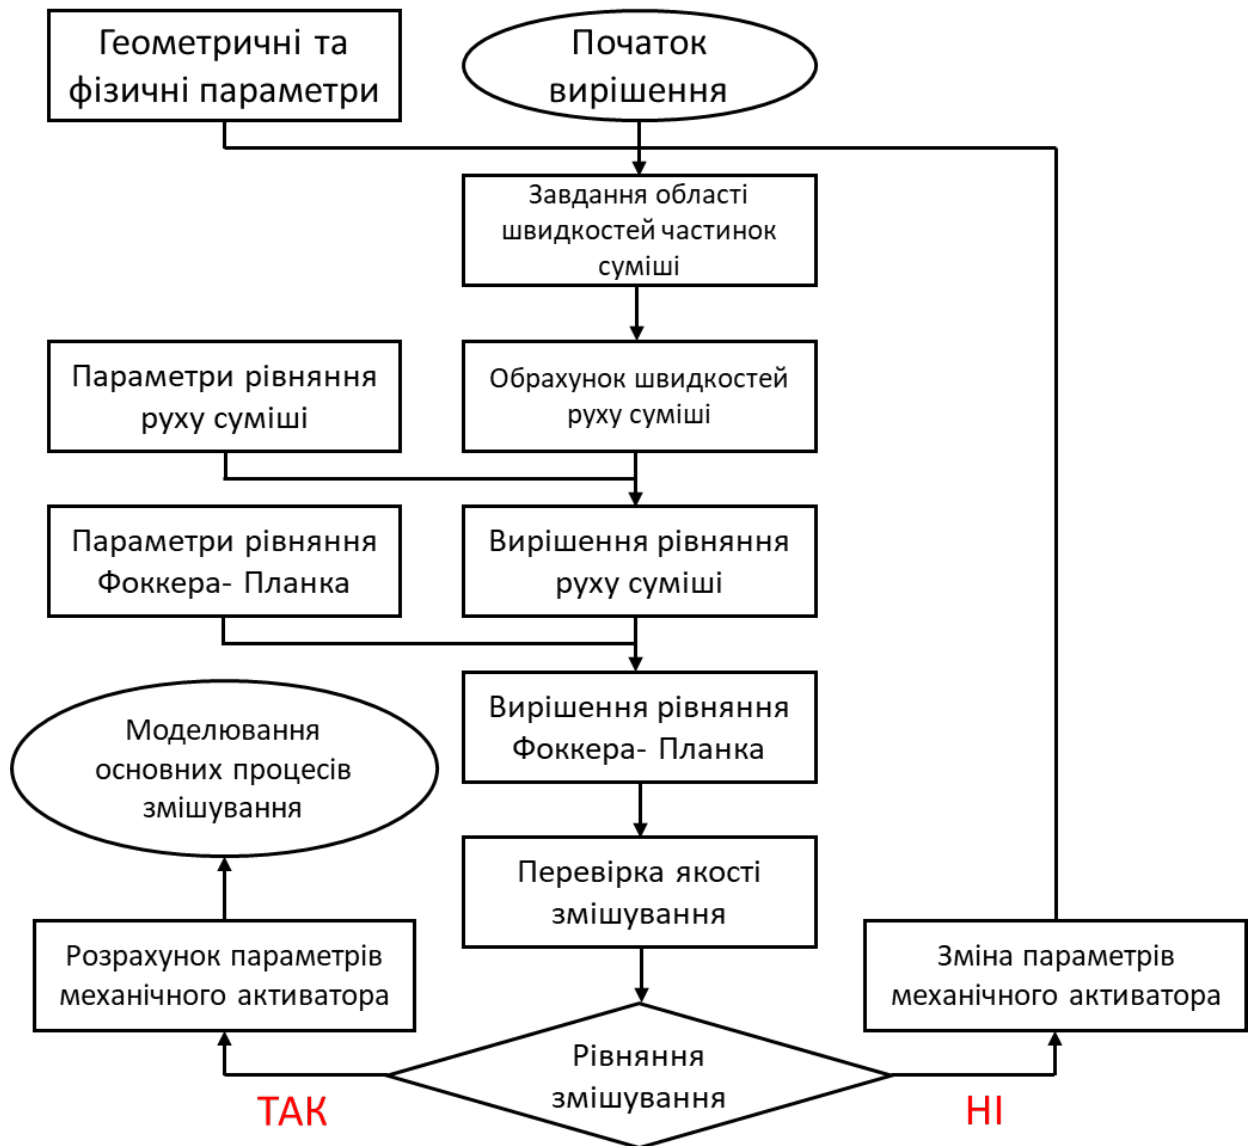 Геометричні та
фізичні параметри
Початок
вирішення
Завдання області
швидкостей частинок
суміші
Параметри рівняння
руху суміші
Обрахунок швидкостей
руху суміші
Параметри рівняння
Фоккера- Планка
Вирішення рівняння
руху суміші
Вирішення рівняння
Фоккера- Планка
Моделювання
основних процесів
змішування
Перевірка якості
змішування
Розрахунок параметрів
механічного активатора
Зміна параметрів
механічного активатора
Рівняння
змішування
ТАК
НІ